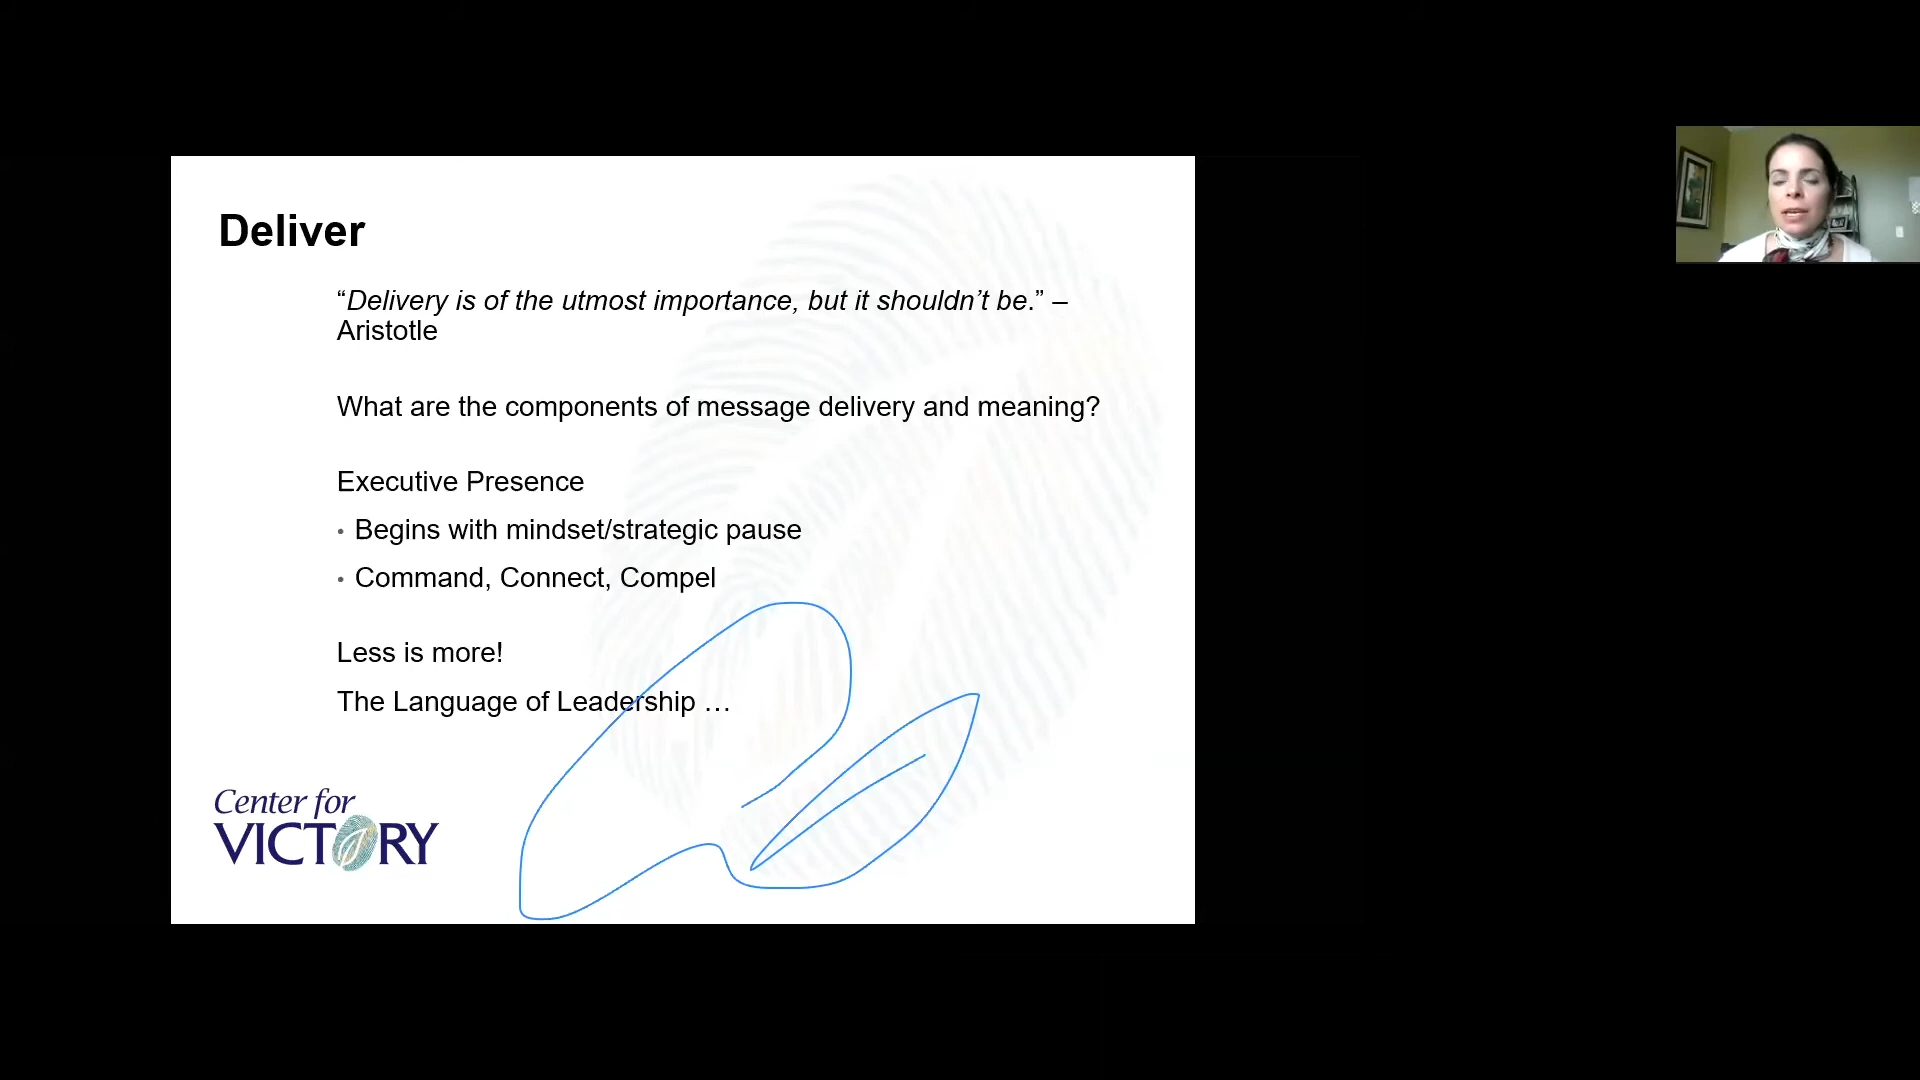 Deliver
“Delivery is of the utmost importance, but it shouldn’t be.” –
Aristotle
What are the components of message delivery and meaning?
Executive Presence
• Begins with mindset/strategic pause
• Command, Connect, Compel
Less is more!
The Language of Leadership …
Center for
VICTORY